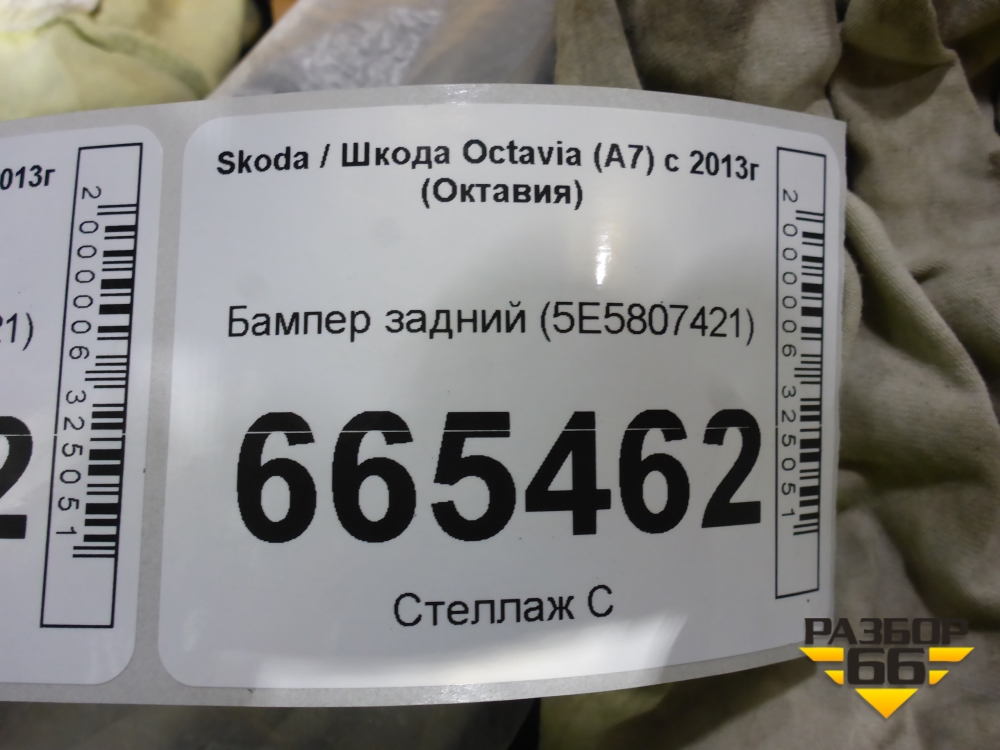 013г
21)
2
2000006325051
Skoda / Шкода Octavia (A7) с 2013г
(Октавия)
Бампер задний (5E5807421)
665462
Стеллаж С
2000006325051
РАЗБОР
66